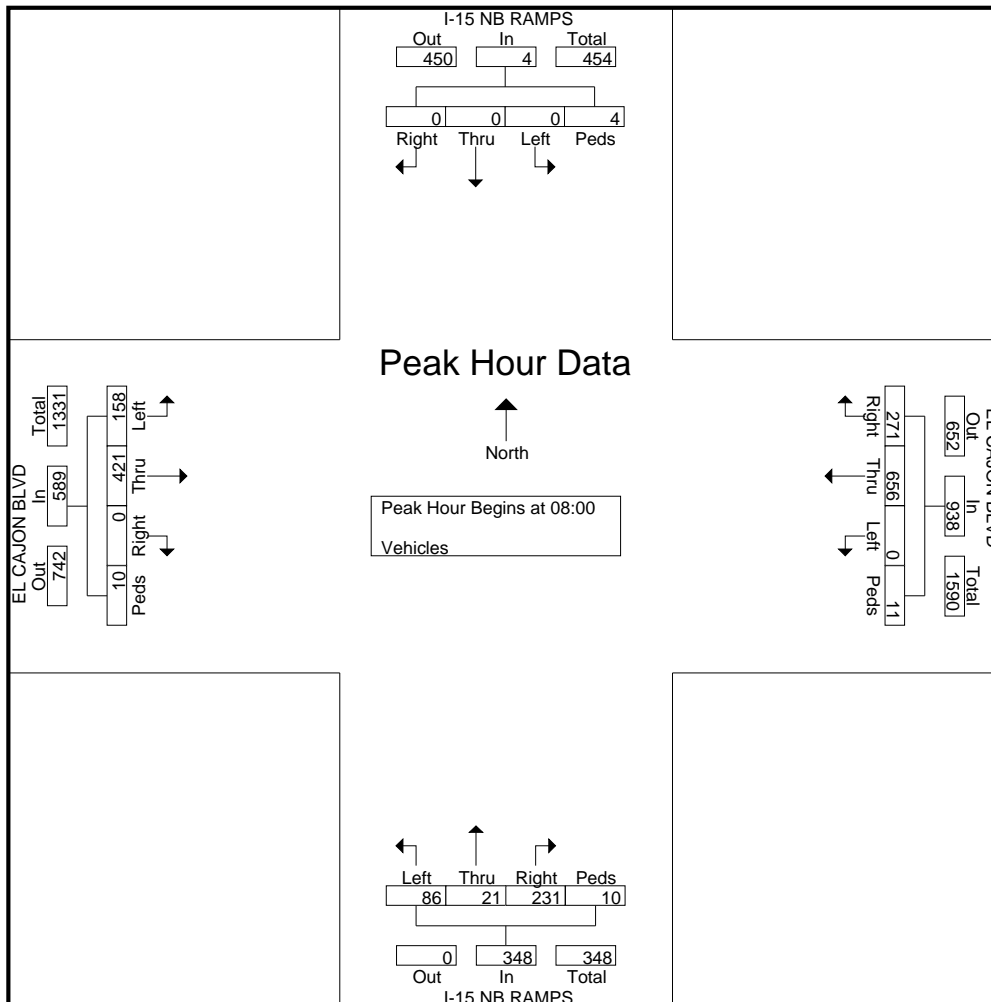 I-15 NB RAMPS
Out In Total
450 4 454
0 0 0 4
Right Thru Left Peds
Peak Hour Data
North
Peak Hour Begins at 08:00
Vehicles
EL CAJON BLVD
Total In Out
1331 589 742
158 421 0 10
Left Thru Right Peds
Right Thru Left Peds
271 656 0 11
652 938 1590
Out In Total
EL CAJON BLVD
Left Thru Right Peds
86 21 231 10
0 348 348
Out In Total
I-15 NB RAMPS